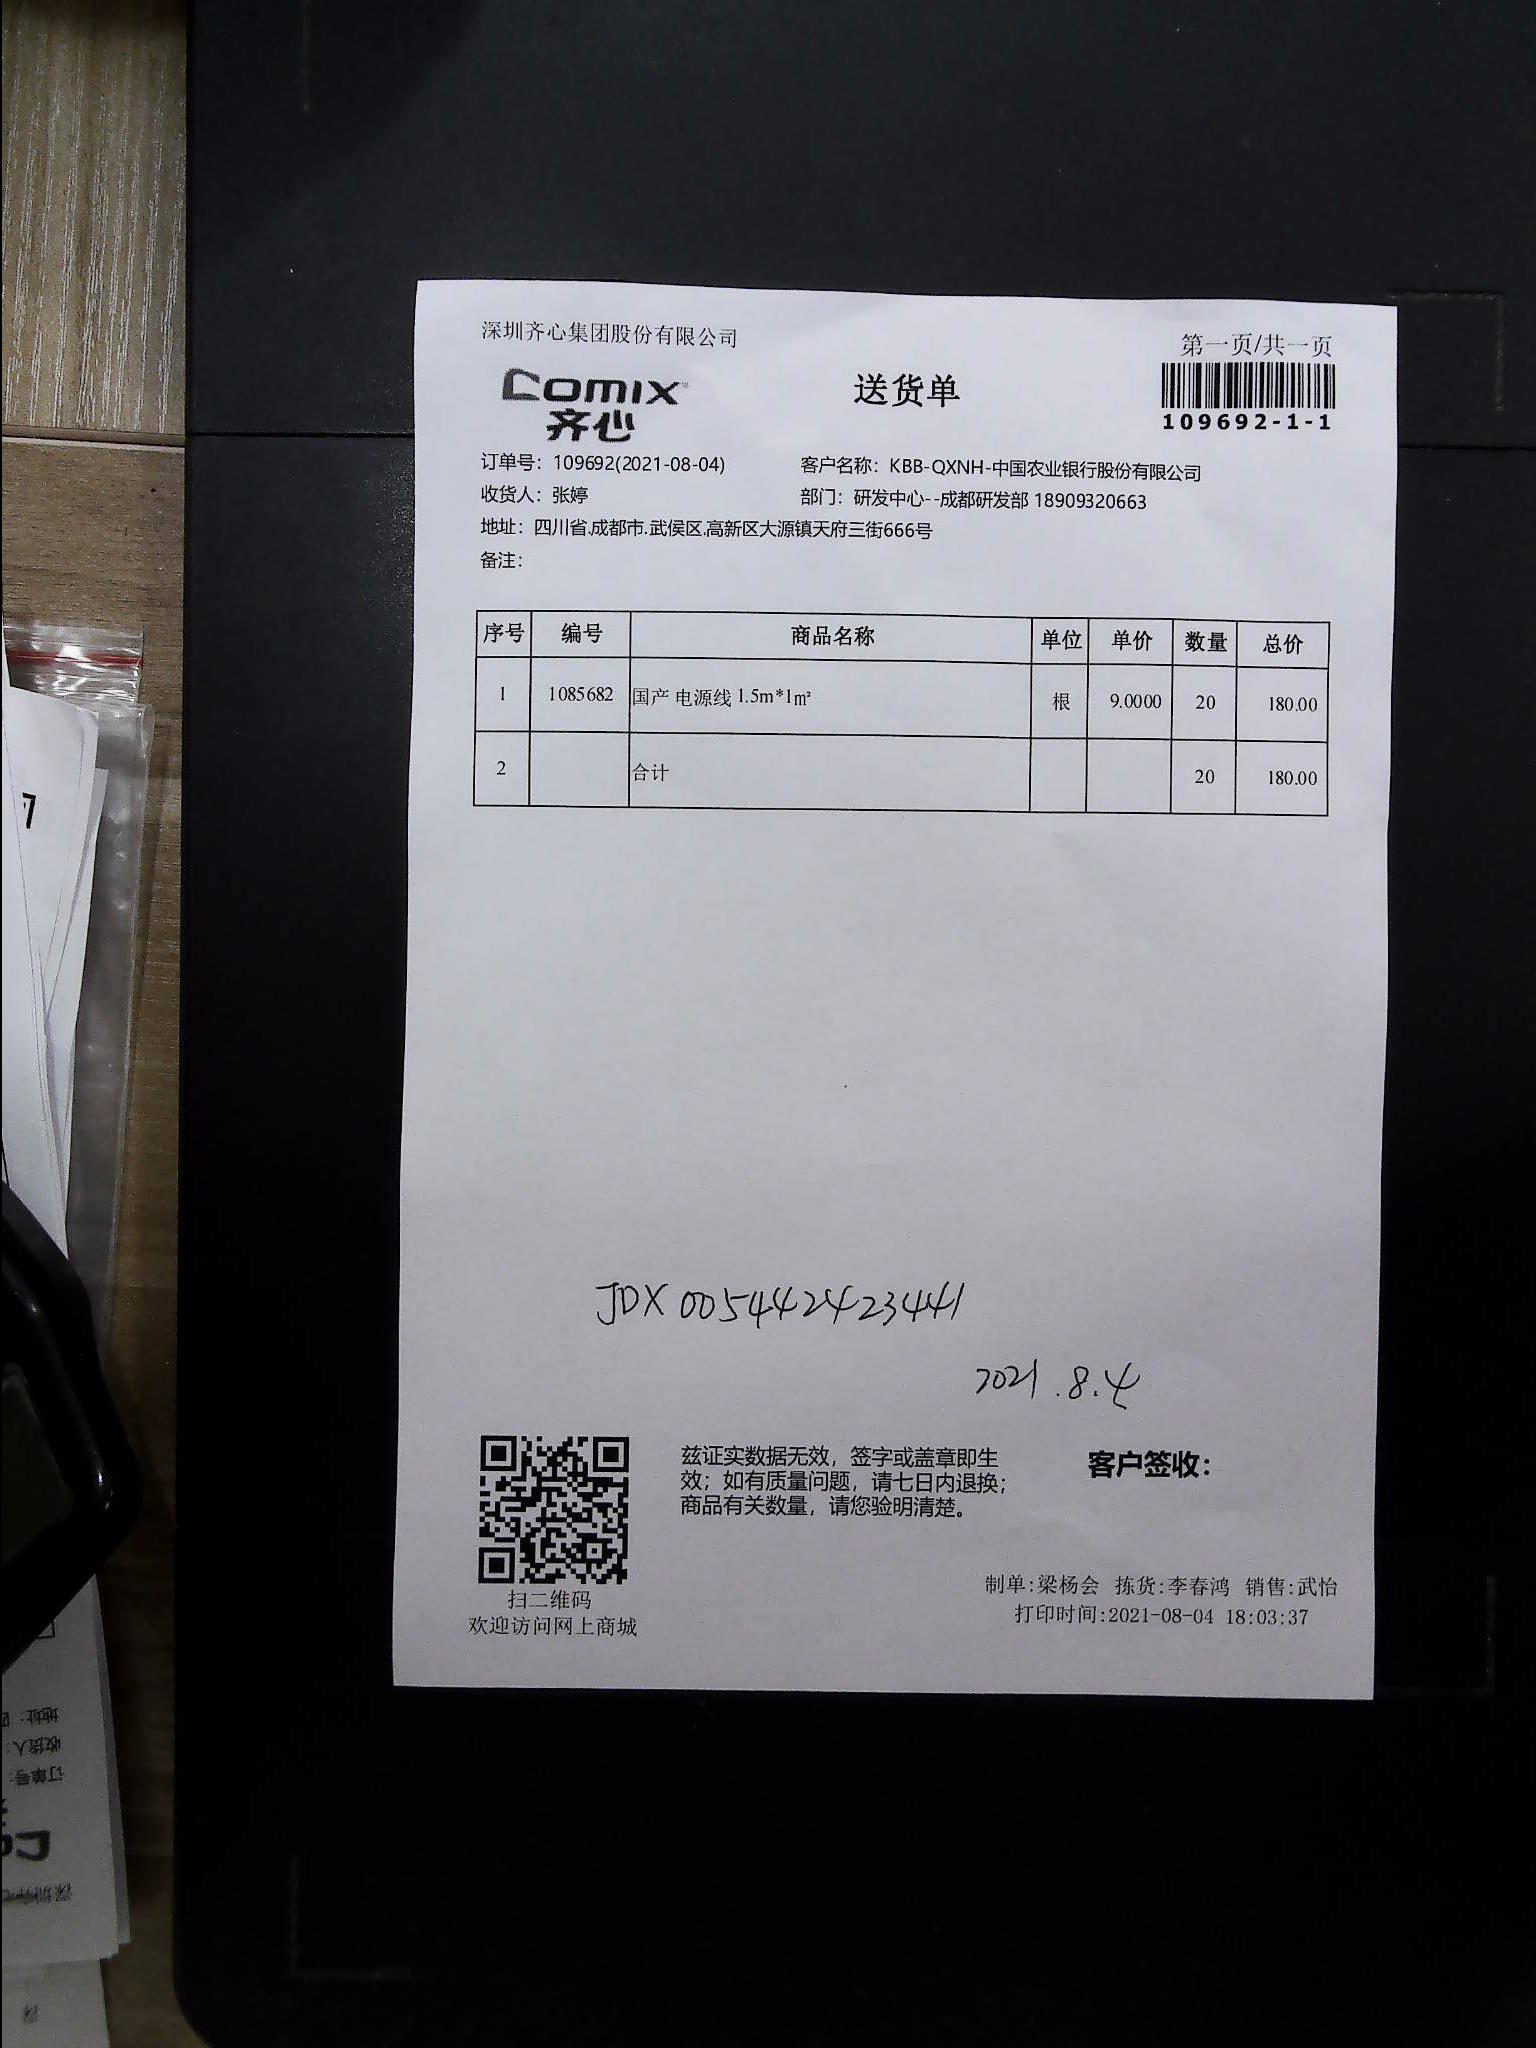 深圳齐心集团股份有限公司
第一页/共一页
comix
齐心
送货单
109692-1-1
订单号：109692(2021-08-04) 客户名称：KBB-QXNH-中国农业银行股份有限公司
收货人：张婷 部门：研发中心--成都研发部 18909320663
地址：四川省.成都市.武侯区.高新区大源镇天府三街666号
备注：
序号 编号 商品名称 单位 单价 数量 总价
1 1085682 国产 电源线 1.5m*1㎡ 根 9.0000 20 180.00
2 合计 20 180.00
JDX005442423441
2021.8.4
兹证实数据无效，签字或盖章即生
效；如有质量问题，请七日内退换；
商品有关数量，请您验明清楚。
客户签收：
扫二维码
欢迎访问网上商城
制单:梁杨会 拣货:李春鸿 销售:武怡
打印时间:2021-08-04 18:03:37
地址：
收货人：
订单号：